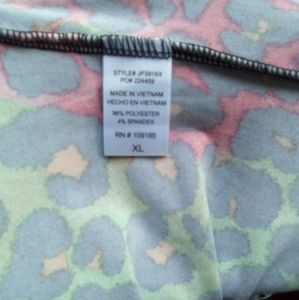 STYLE# JP3916X
PO# 224469
MADE IN VIETNAM
HECHO EN VIETNAM
96% POLYESTER
4% SPANDEX
RN # 109195
XL